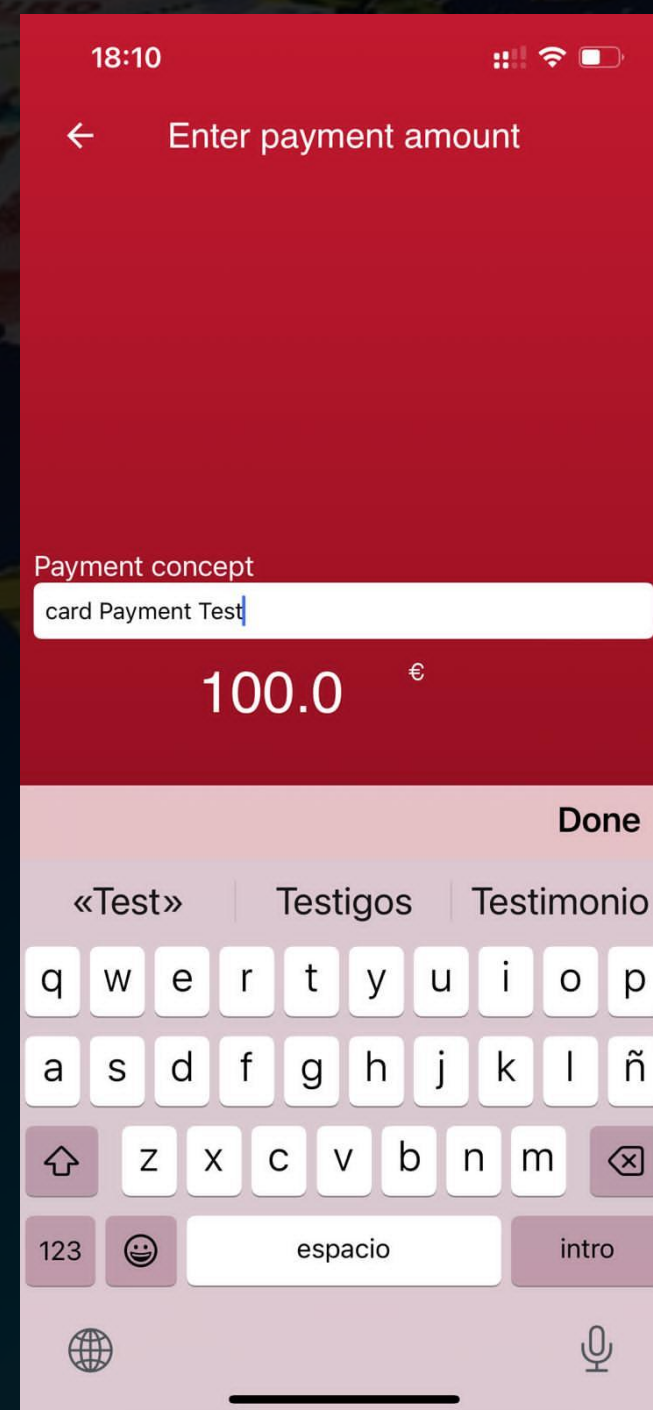 18:10
Enter payment amount
Payment concept
card Payment Test
100.0 €
Done
«Test» Testigos Testimonio
q w e r t y u i o p
a s d f g h j k l ñ
z x c v b n m
123 espacio intro